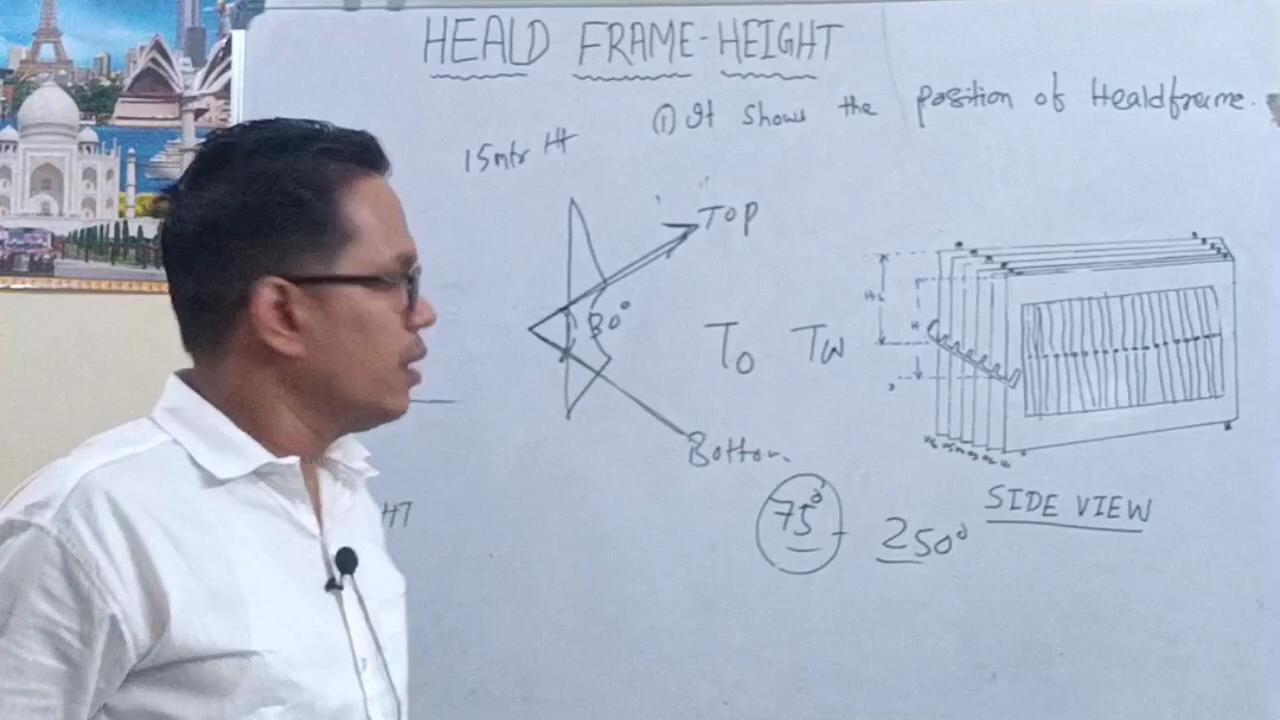 HEALD FRAME-HEIGHT
① It shows the position of Healdframe.
15mtr Ht
TOP
30°
To Tw
Bottom
75° - 250°
SIDE VIEW
HT